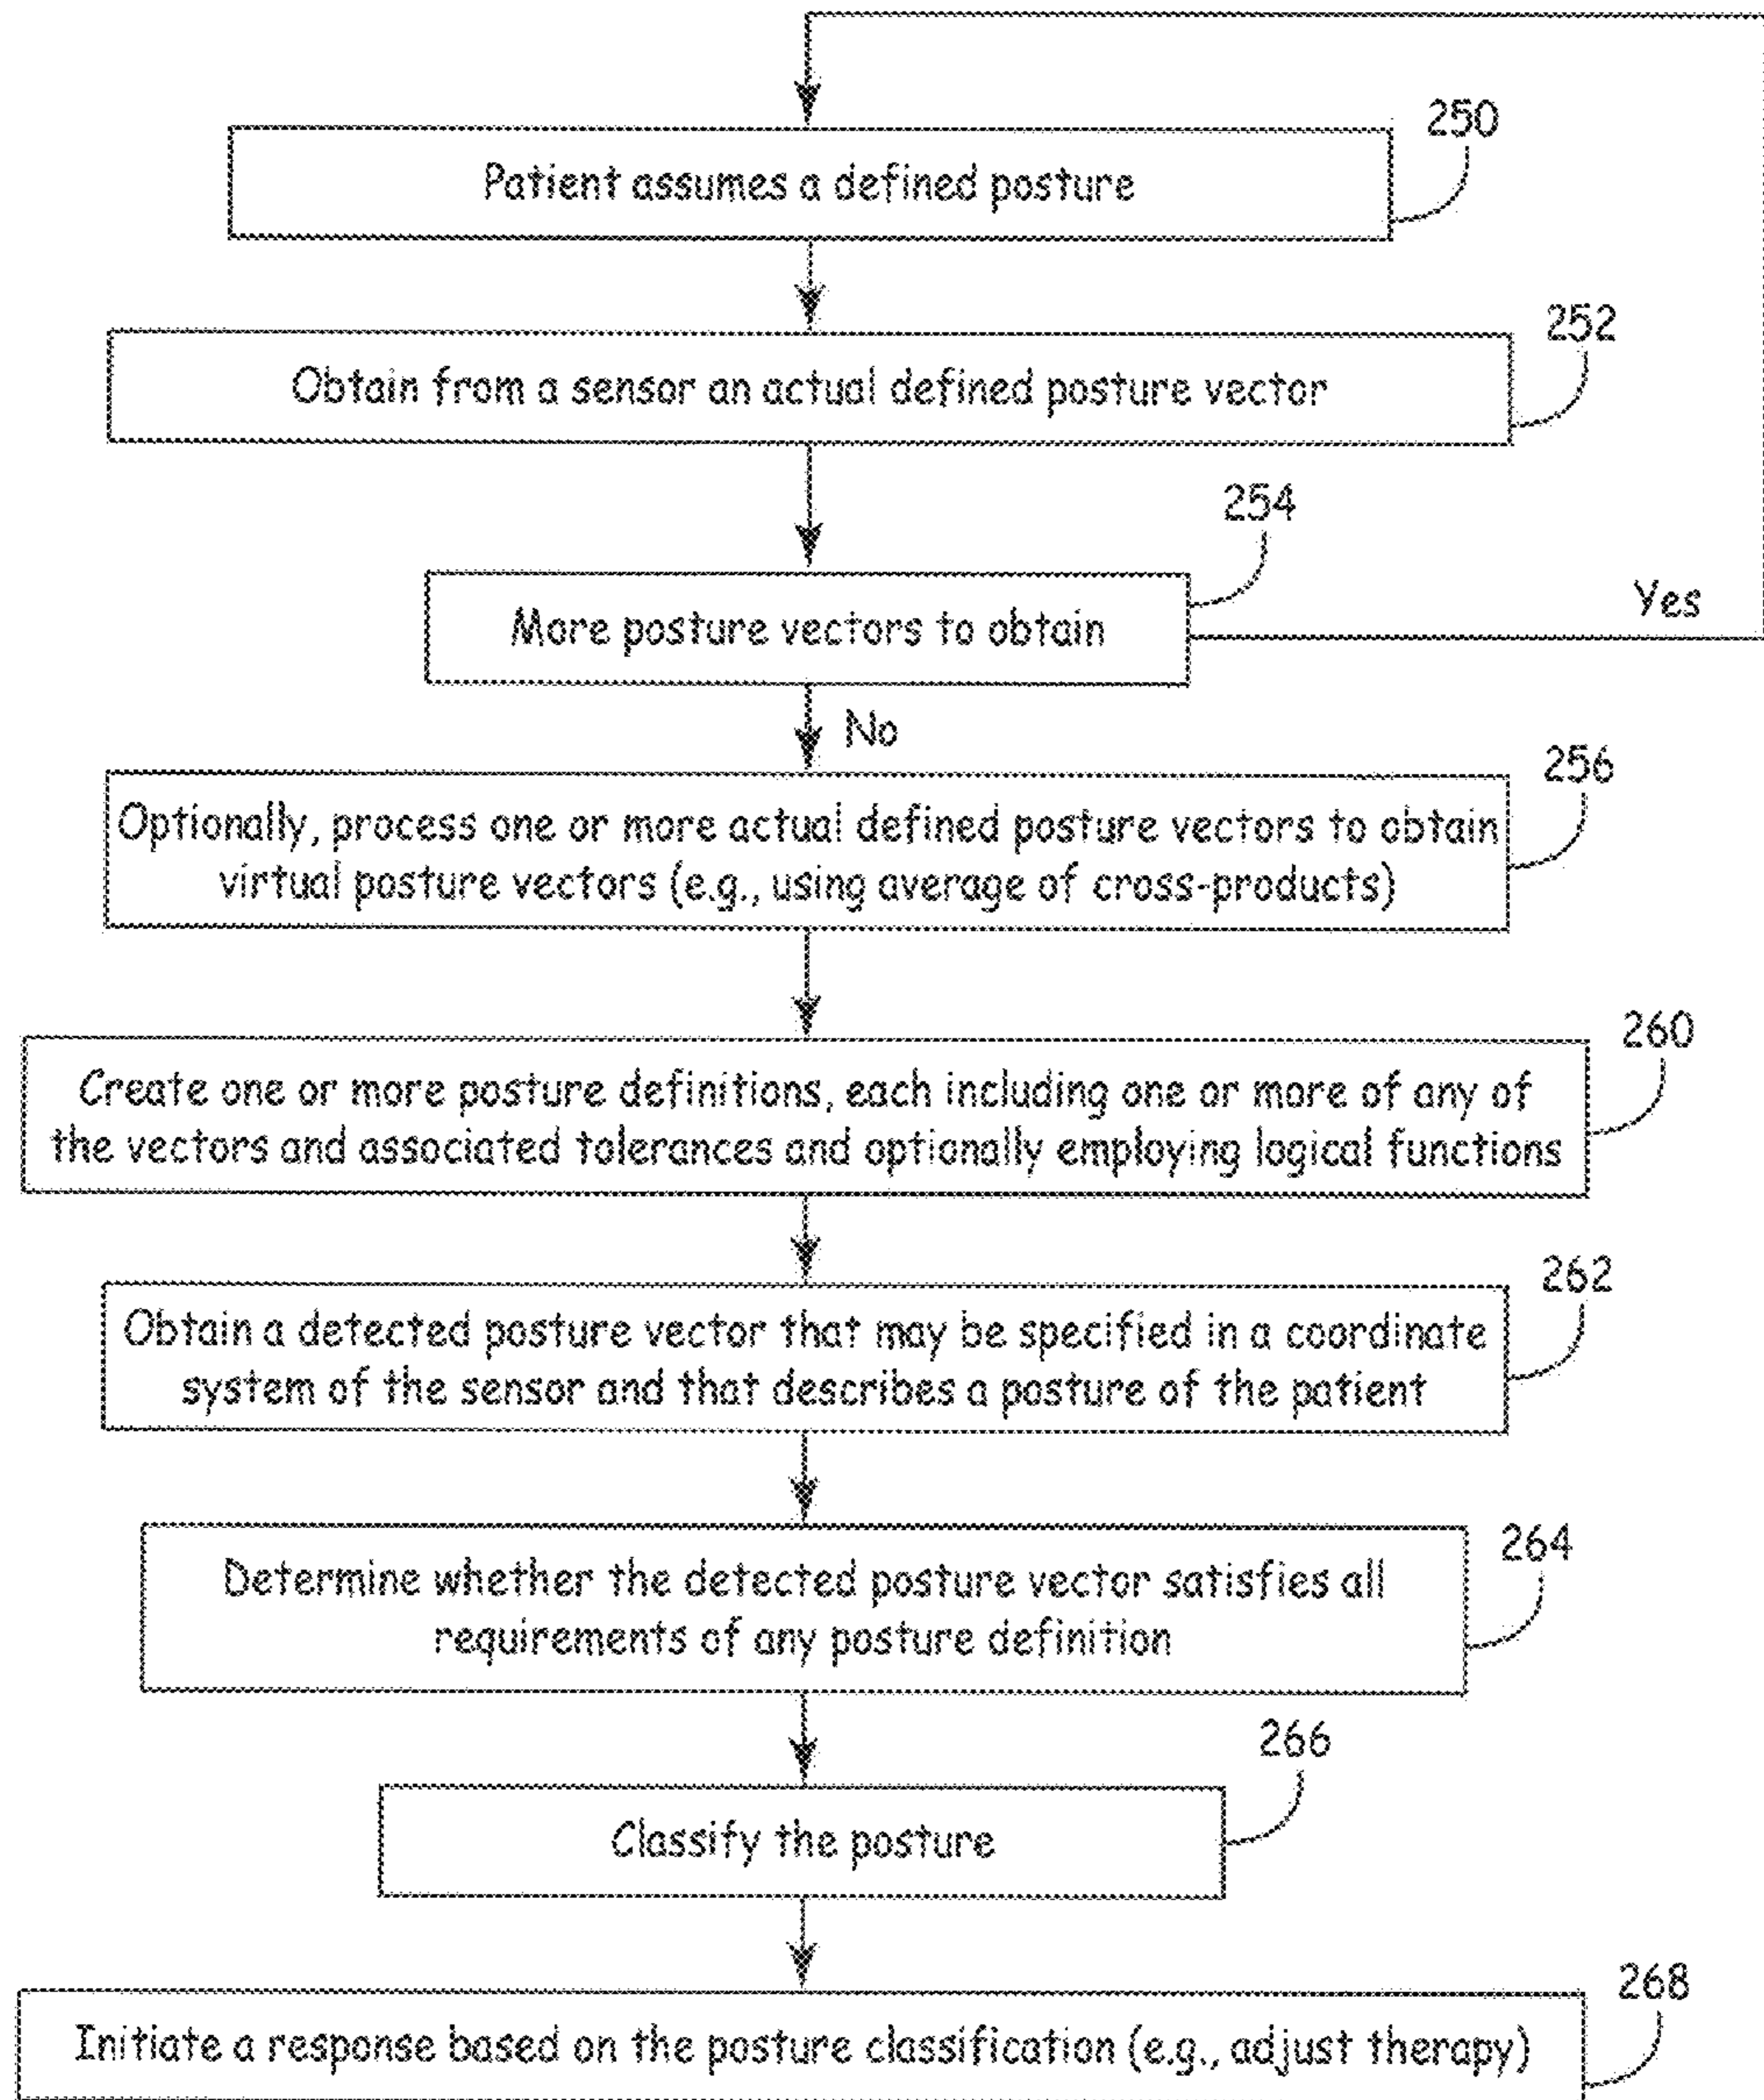 250
Patient assumes a defined posture
252
Obtain from a sensor an actual defined posture vector
254
More posture vectors to obtain
Yes
No
256
Optionally, process one or more actual defined posture vectors to obtain
virtual posture vectors (e.g., using average of cross-products)
260
Create one or more posture definitions, each including one or more of any of
the vectors and associated tolerances and optionally employing logical functions
262
Obtain a detected posture vector that may be specified in a coordinate
system of the sensor and that describes a posture of the patient
264
Determine whether the detected posture vector satisfies all
requirements of any posture definition
266
Classify the posture
268
Initiate a response based on the posture classification (e.g., adjust therapy)